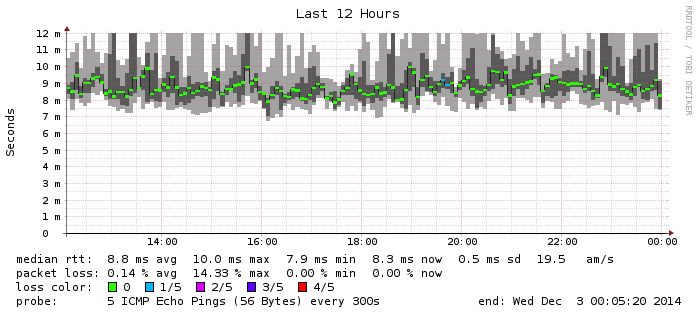 Last 12 Hours
RRDTOOL / TOBI OETIKER
Seconds
12 m
11 m
10 m
9 m
8 m
7 m
6 m
5 m
4 m
3 m
2 m
1 m
0
14:00 16:00 18:00 20:00 22:00 00:00
median rtt: 8.8 ms avg 10.0 ms max 7.9 ms min 8.3 ms now 0.5 ms sd 19.5 am/s
packet loss: 0.14 % avg 14.33 % max 0.00 % min 0.00 % now
loss color: 0 1/5 2/5 3/5 4/5
probe: 5 ICMP Echo Pings (56 Bytes) every 300s end: Wed Dec 3 00:05:20 2014